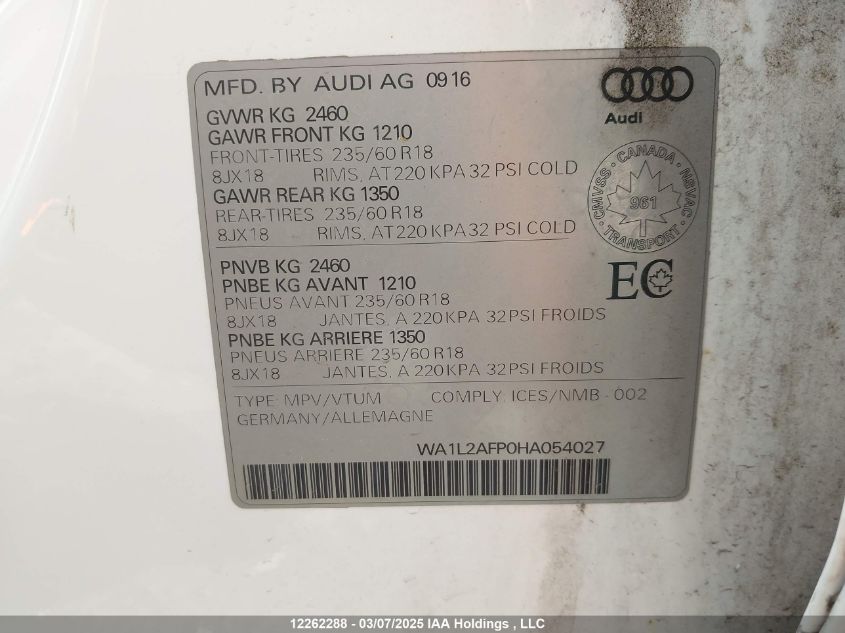 MFD. BY AUDI AG 0916
Audi
GVWR KG 2460
GAWR FRONT KG 1210
FRONT-TIRES 235/60 R18
8JX18 RIMS, AT 220 KPA 32 PSI COLD
GAWR REAR KG 1350
REAR-TIRES 235/60 R18
8JX18 RIMS, AT 220 KPA 32 PSI COLD
CANADA
CMVSS - NSVAC
961
TRANSPORT
PNVB KG 2460
PNBE KG AVANT 1210
PNEUS AVANT 235/60 R18
8JX18 JANTES, A 220 KPA 32 PSI FROIDS
PNBE KG ARRIERE 1350
PNEUS ARRIERE 235/60 R18
8JX18 JANTES, A 220 KPA 32 PSI FROIDS
EC
TYPE: MPV/VTUM COMPLY: ICES/NMB - 002
GERMANY/ALLEMAGNE
WA1L2AFP0HA054027
12262288 - 03/07/2025 IAA Holdings , LLC